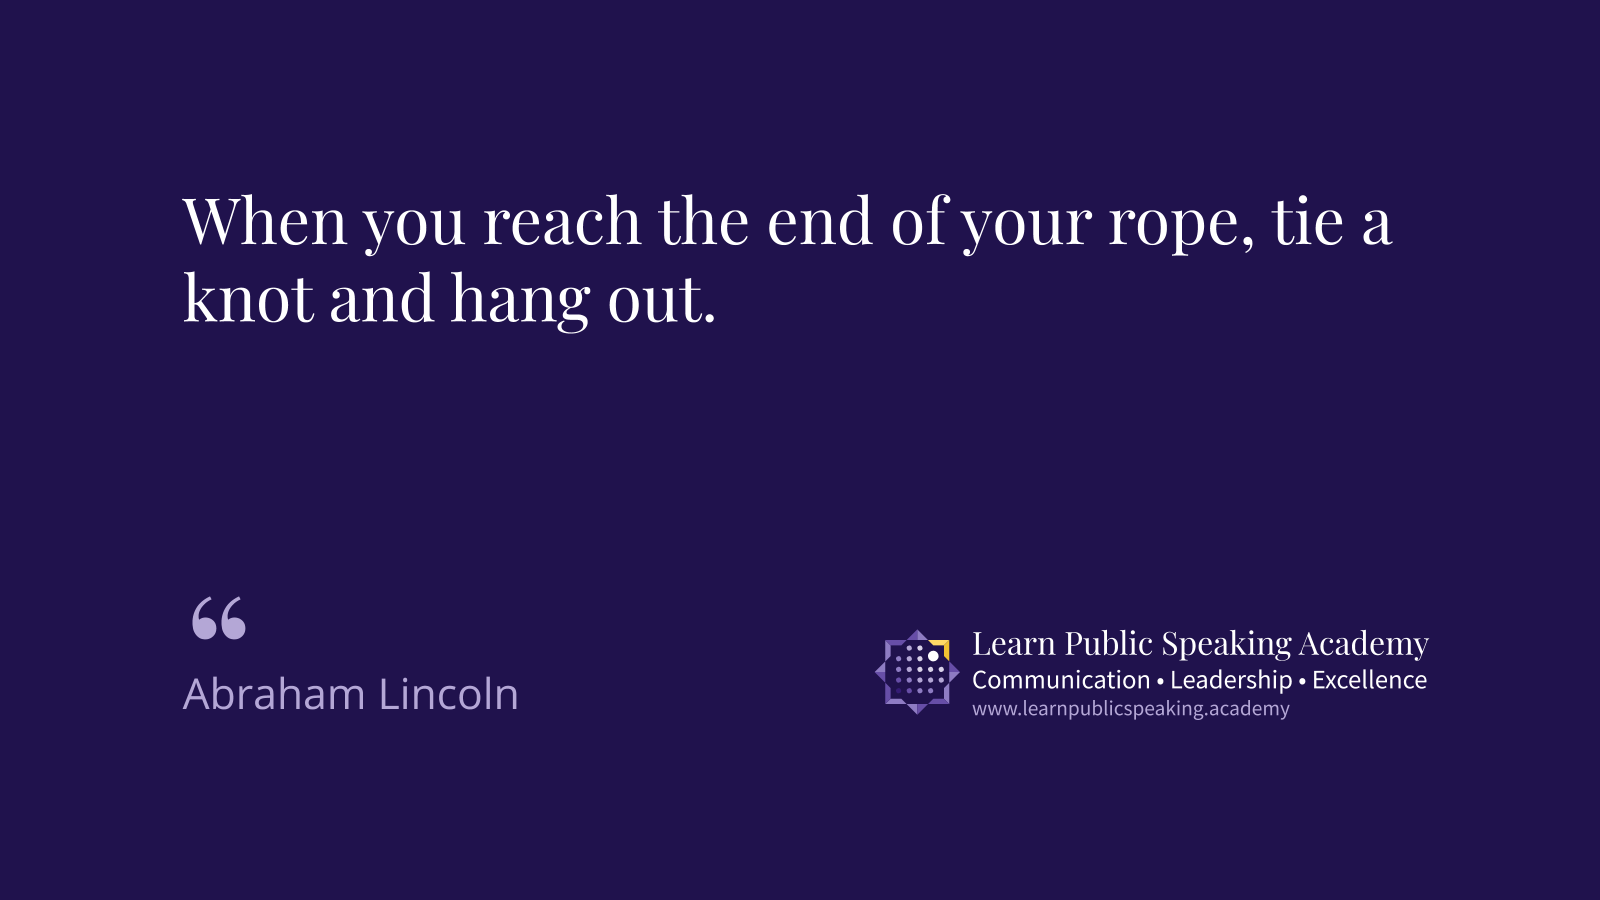 When you reach the end of your rope, tie a
knot and hang out.
“
Abraham Lincoln
Learn Public Speaking Academy
Communication • Leadership • Excellence
www.learnpublicspeaking.academy